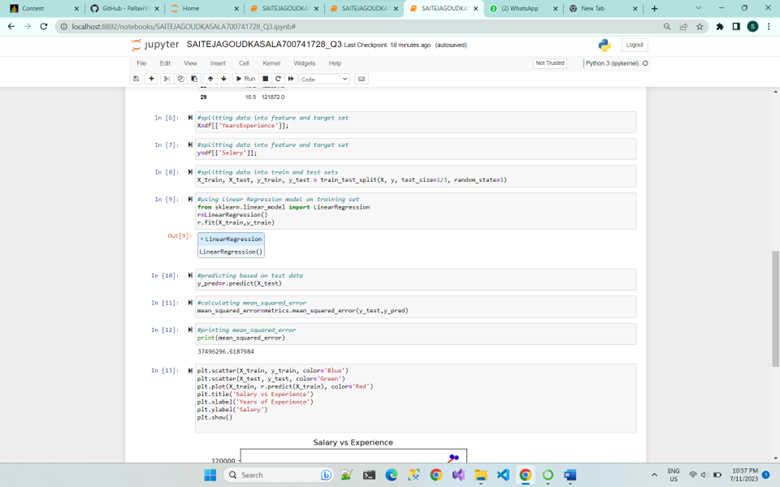 Content
GitHub - Pallavi
Home
SAITEJAGOUDKASAL
SAITEJAGOUDKASAL
SAITEJAGOUDKASAL
(2) WhatsApp
New Tab
localhost:8892/notebooks/SAITEJAGOUDKASALA700741728_Q3.ipynb#
jupyter SAITEJAGOUDKASALA700741728_Q3 Last Checkpoint: 18 minutes ago (autosaved)
Logout
File Edit View Insert Cell Kernel Widgets Help
Not Trusted
Python 3 (ipykernel)
Run
Code
29 10.5 121872.0
In [6]: #splitting data into feature and target set
X=df[['YearsExperience']];
In [7]: #splitting data into feature and target set
y=df[['Salary']];
In [8]: #splitting data into train and test sets
X_train, X_test, y_train, y_test = train_test_split(X, y, test_size=1/3, random_state=1)
In [9]: #using Linear Regression model on training set
from sklearn.linear_model import LinearRegression
r=LinearRegression()
r.fit(X_train,y_train)
Out[9]: LinearRegression
LinearRegression()
In [10]: #predicting based on test data
y_pred=r.predict(X_test)
In [11]: #calculating mean_squared_error
mean_squared_error=metrics.mean_squared_error(y_test,y_pred)
In [12]: #printing mean_squared_error
print(mean_squared_error)
37496296.6187984
In [13]: plt.scatter(X_train, y_train, color='Blue')
plt.scatter(X_test, y_test, color='Green')
plt.plot(X_train, r.predict(X_train), color='Red')
plt.title('Salary vs Experience')
plt.xlabel('Years of Experience')
plt.ylabel('Salary')
plt.show()
Salary vs Experience
120000
Search
ENG
US
10:57 PM
7/11/2023